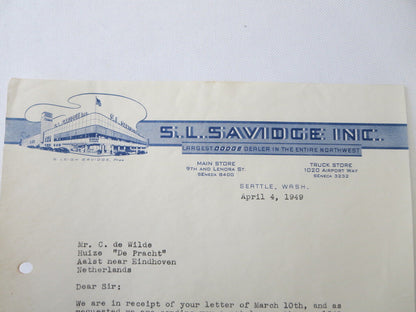 S. L. SAVIDGE INC.
LARGEST DODGE DEALER IN THE ENTIRE NORTHWEST
S. LEIGH SAVIDGE, PRES.
MAIN STORE
9TH AND LENORA ST.
SENECA 8400
TRUCK STORE
1020 AIRPORT WAY
SENECA 3232
SEATTLE, WASH.
April 4, 1949
Mr. C. de Wilde
Huize "De Pracht"
Aalst near Eindhoven
Netherlands
Dear Sir:
We are in receipt of your letter of March 10th, and as